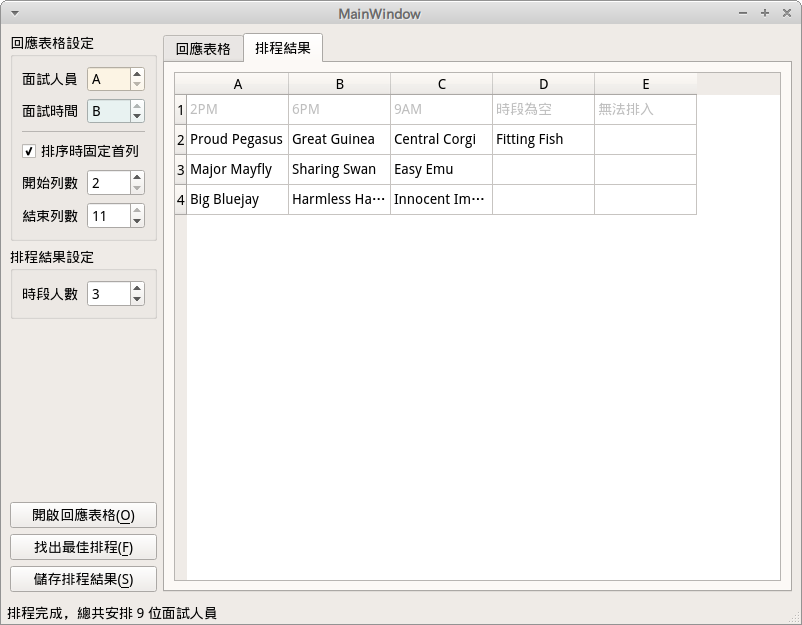 MainWindow
回應表格設定
面試人員 A
面試時間 B
排序時固定首列
開始列數 2
結束列數 11
排程結果設定
時段人數 3
開啟回應表格(O)
找出最佳排程(F)
儲存排程結果(S)
回應表格 排程結果
A B C D E
1 2PM 6PM 9AM 時段為空 無法排入
2 Proud Pegasus Great Guinea Central Corgi Fitting Fish
3 Major Mayfly Sharing Swan Easy Emu
4 Big Bluejay Harmless Ha… Innocent Im…
排程完成，總共安排 9 位面試人員